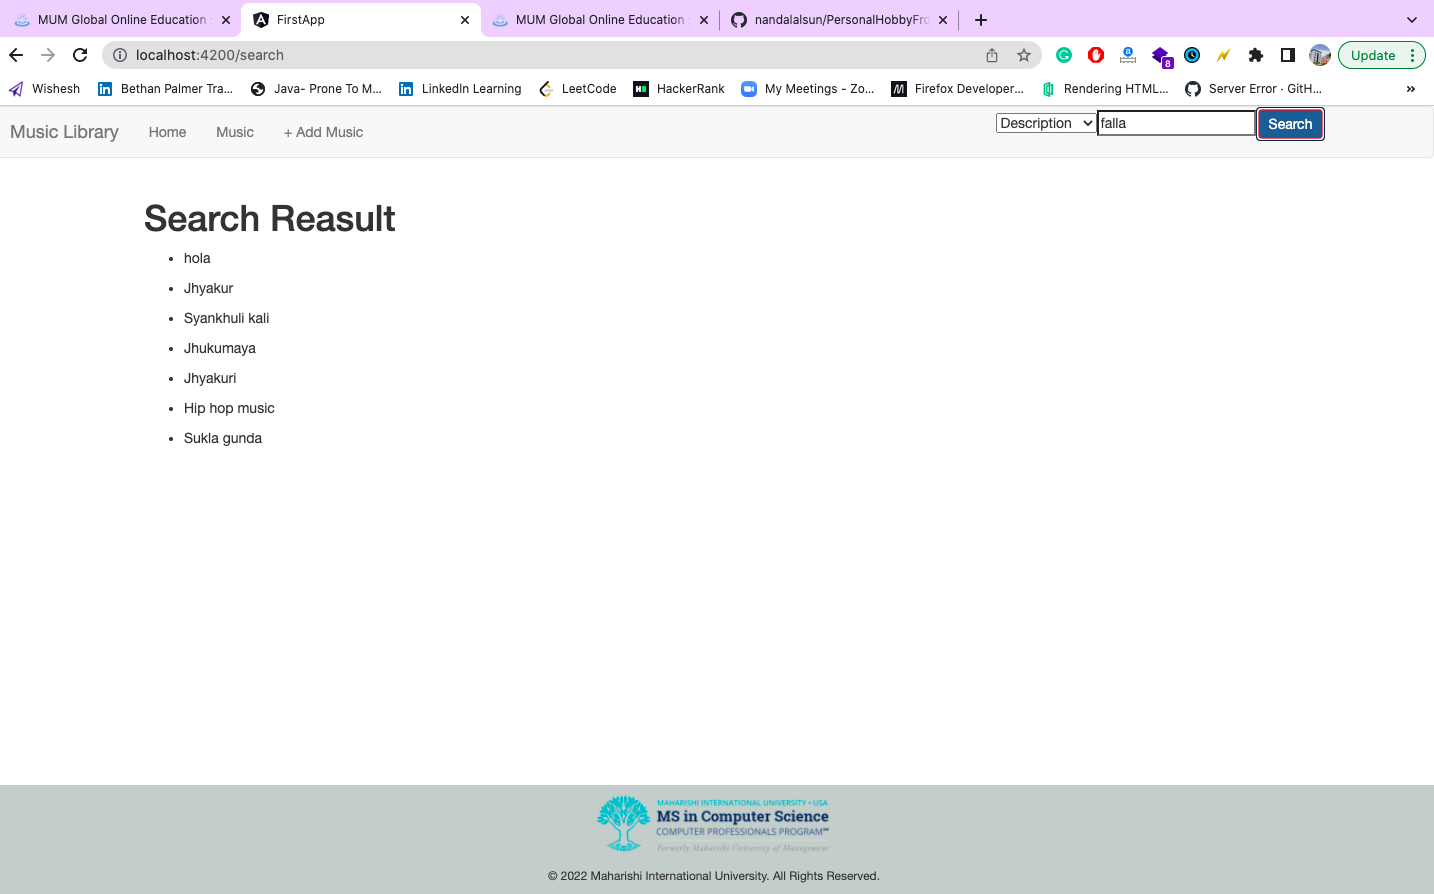 MUM Global Online Education
FirstApp
MUM Global Online Education
nandalalsun/PersonalHobbyFro
localhost:4200/search
8
Update
Wishesh
Bethan Palmer Tra...
Java- Prone To M...
LinkedIn Learning
LeetCode
HackerRank
My Meetings - Zo...
Firefox Developer...
Rendering HTML...
Server Error · GitH...
»
Music Library
Home
Music
+ Add Music
Description
falla
Search
Search Reasult
hola
Jhyakur
Syankhuli kali
Jhukumaya
Jhyakuri
Hip hop music
Sukla gunda
MAHARISHI INTERNATIONAL UNIVERSITY • USA
MS in Computer Science
COMPUTER PROFESSIONALS PROGRAM
Formerly Maharishi University of Management
© 2022 Maharishi International University. All Rights Reserved.